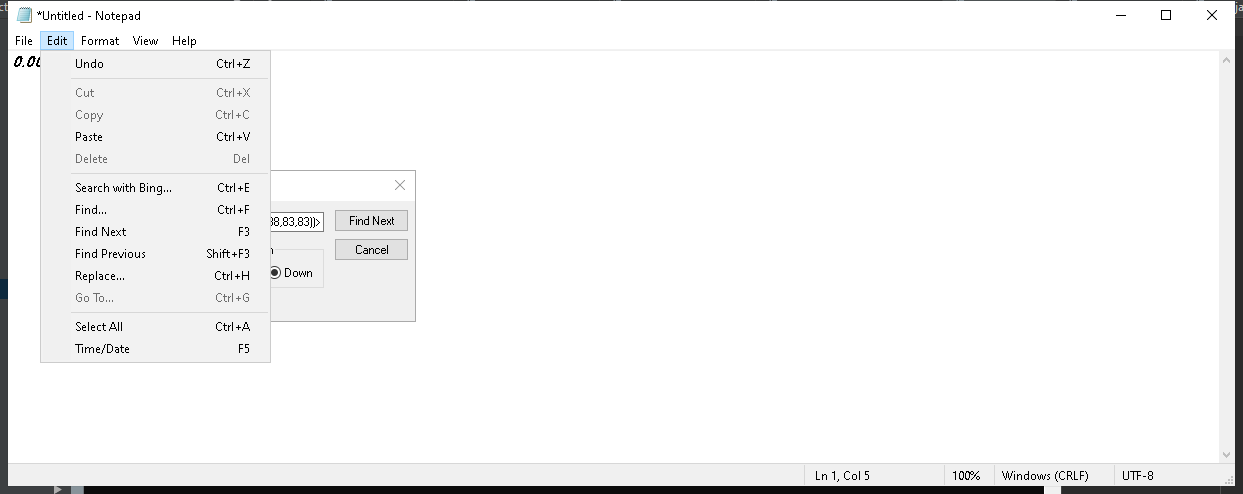 *Untitled - Notepad
File Edit Format View Help
0.00
Undo Ctrl+Z
Cut Ctrl+X
Copy Ctrl+C
Paste Ctrl+V
Delete Del
Search with Bing... Ctrl+E
Find... Ctrl+F
Find Next F3
Find Previous Shift+F3
Replace... Ctrl+H
Go To... Ctrl+G
Select All Ctrl+A
Time/Date F5
38,83,83))>
Find Next
Cancel
Down
Ln 1, Col 5 100% Windows (CRLF) UTF-8